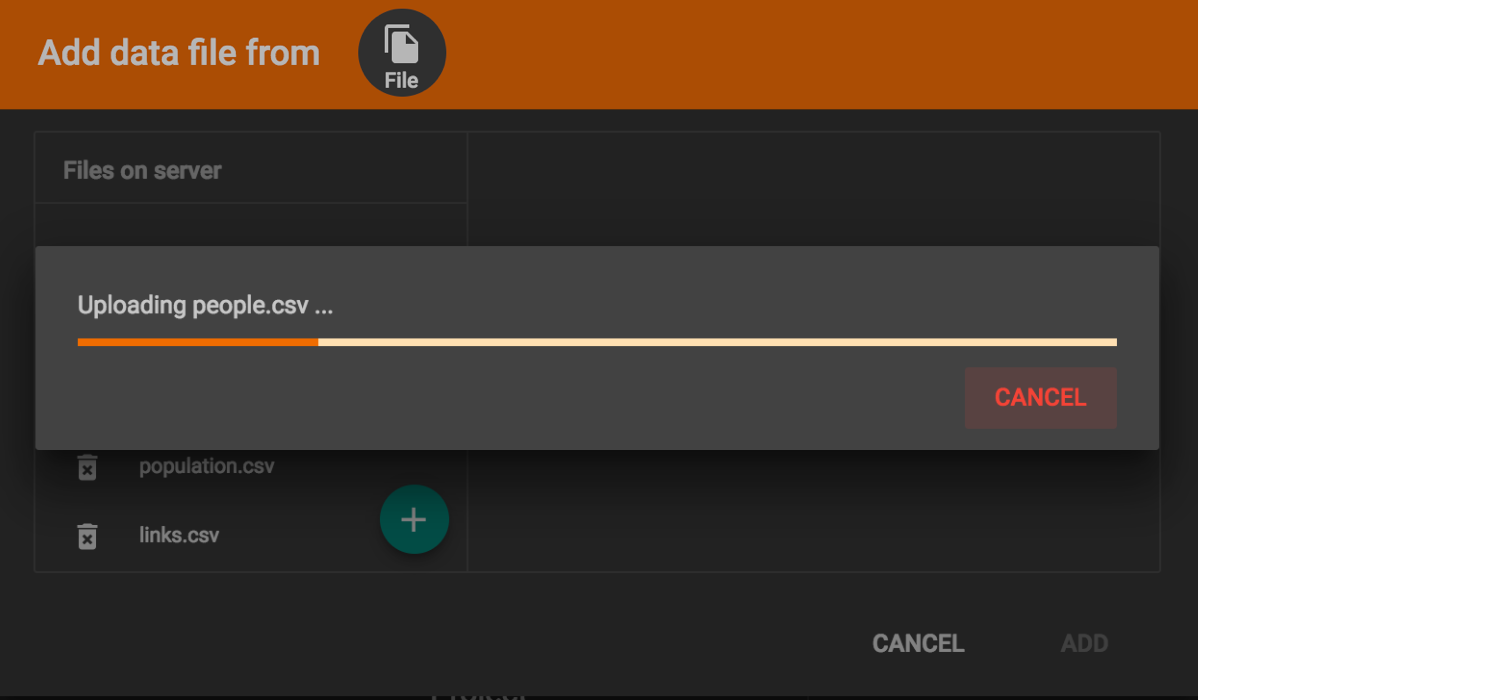 Add data file from
File
Files on server
Uploading people.csv ...
CANCEL
population.csv
links.csv
CANCEL
ADD